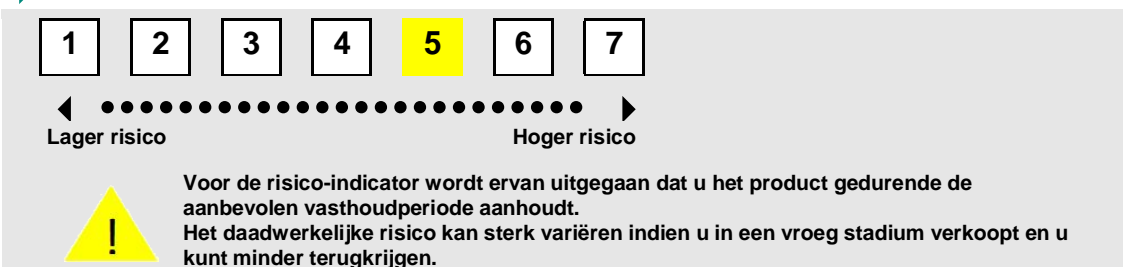 1 2 3 4 5 6 7
Lager risico Hoger risico
Voor de risico-indicator wordt ervan uitgegaan dat u het product gedurende de
aanbevolen vasthoudperiode aanhoudt.
! Het daadwerkelijke risico kan sterk variëren indien u in een vroeg stadium verkoopt en u
kunt minder terugkrijgen.